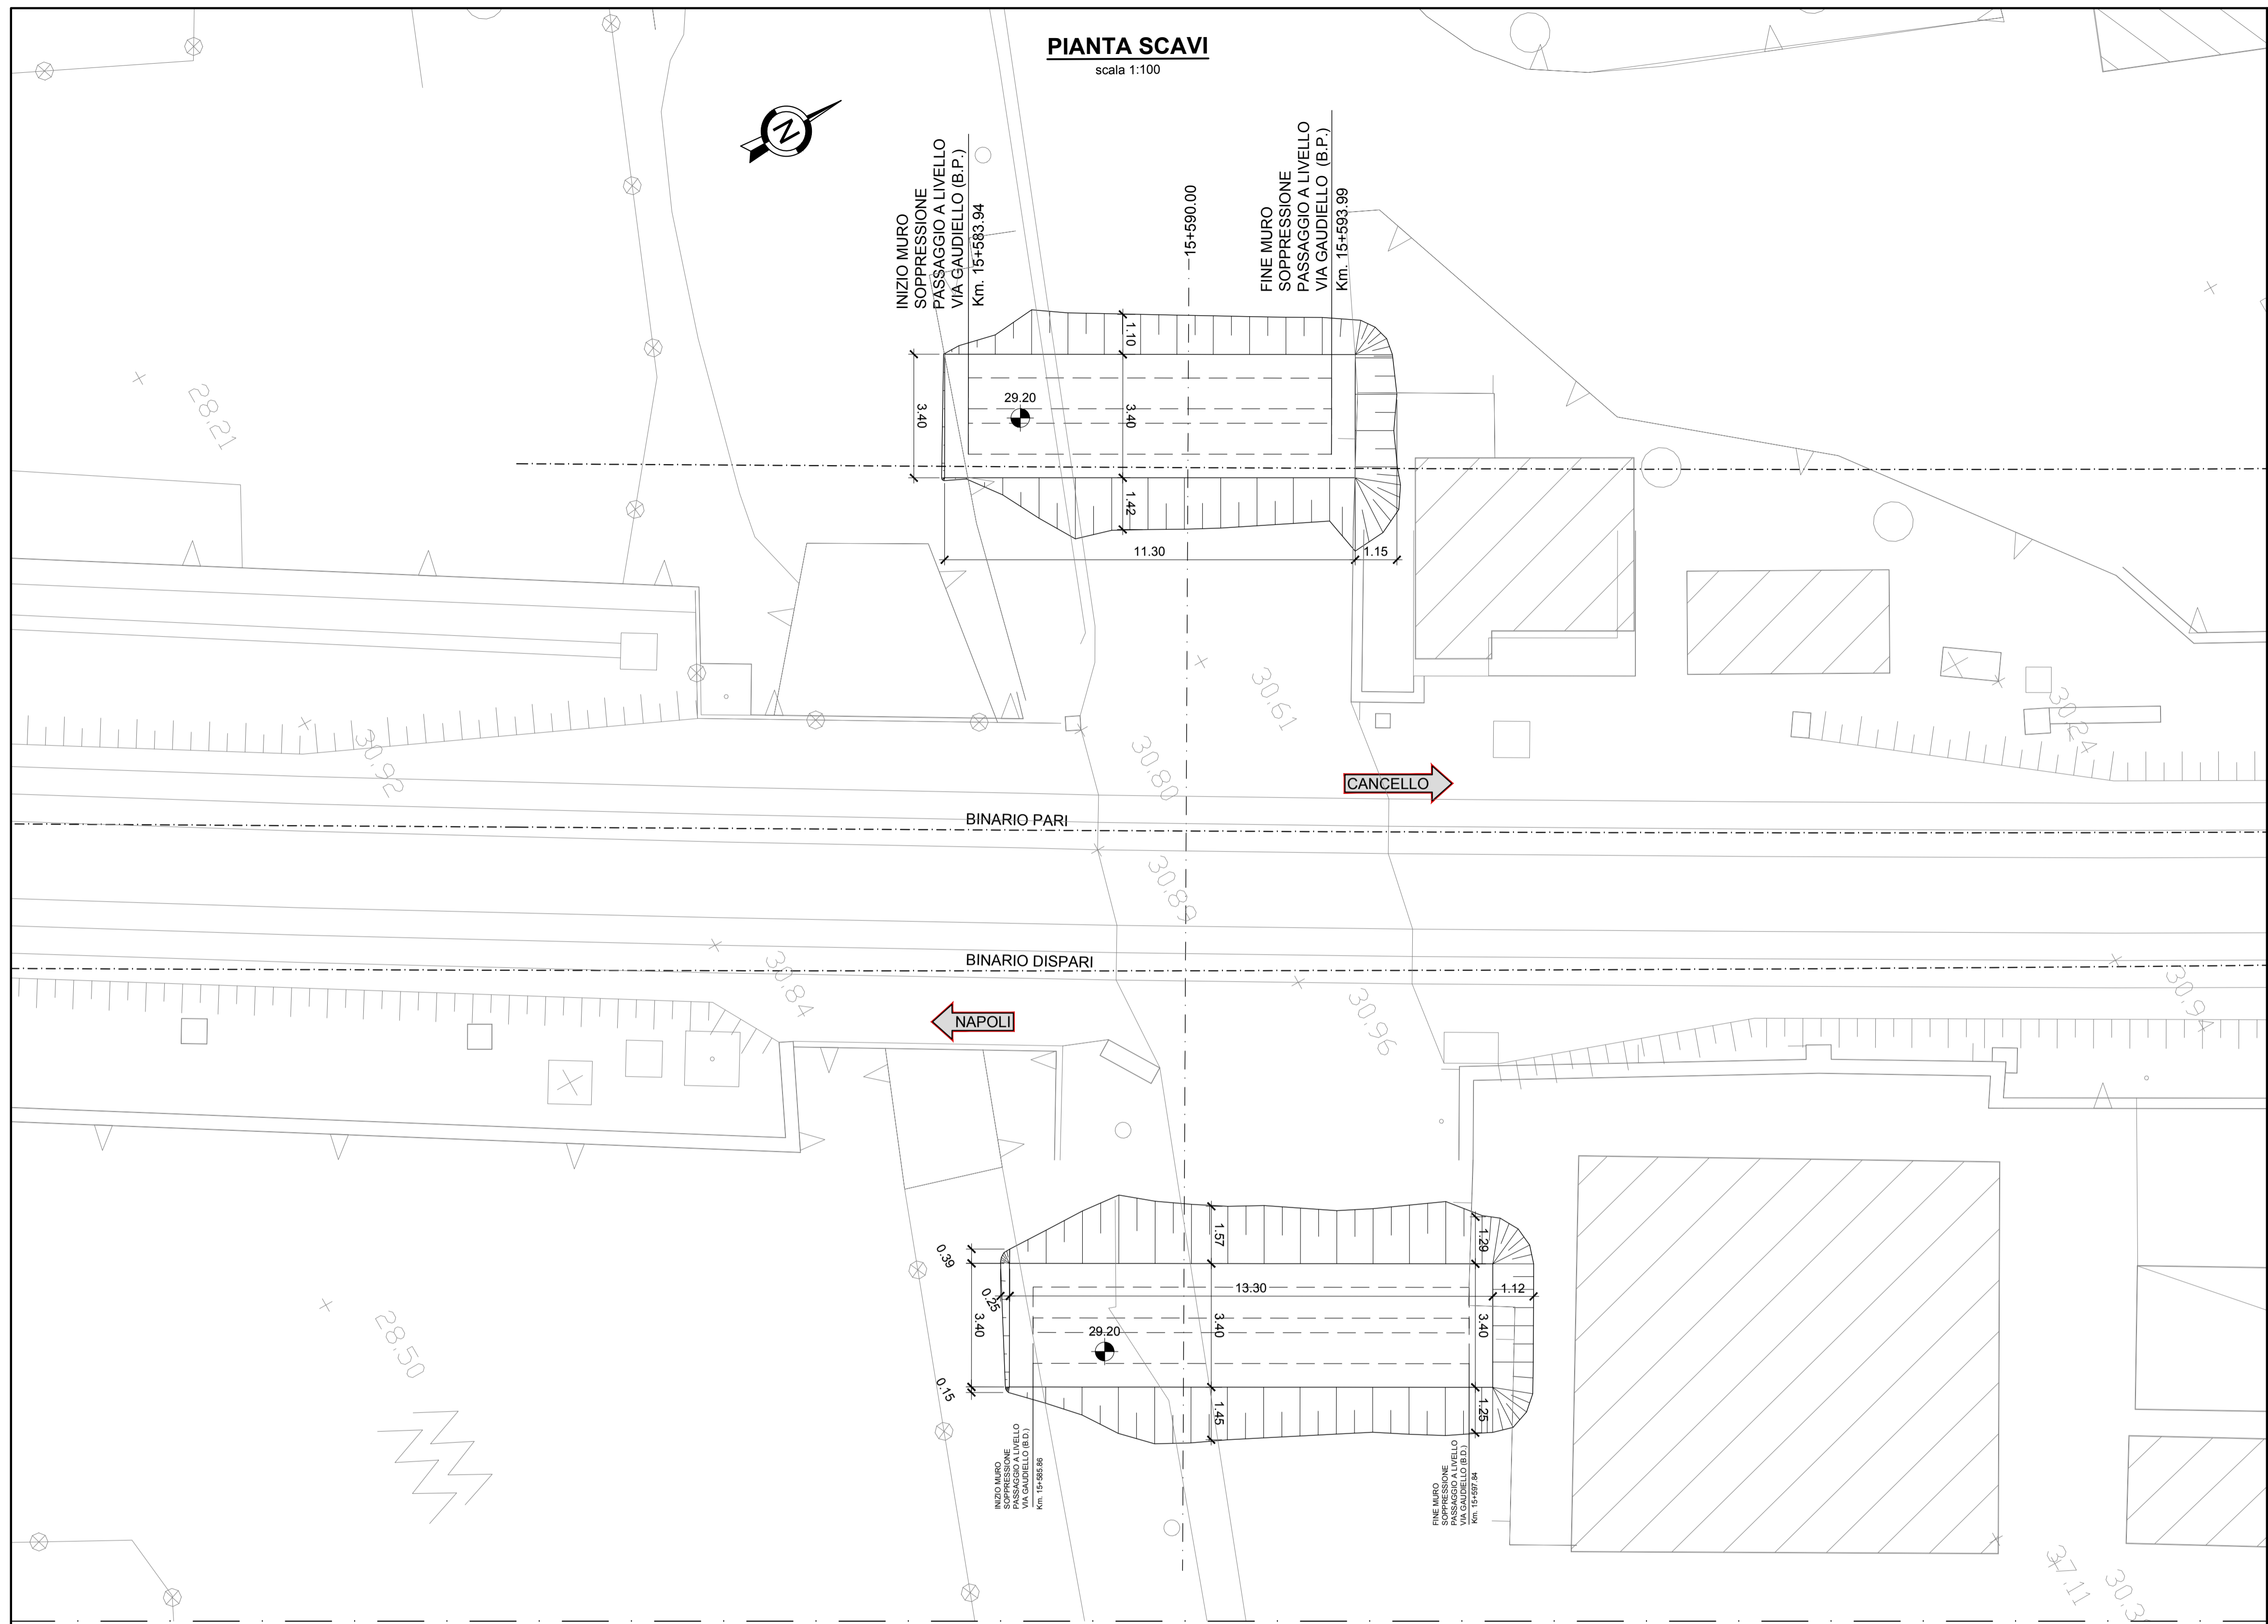 PIANTA SCAVI
scala 1:100
N
INIZIO MURO
SOPPRESSIONE
PASSAGGIO A LIVELLO
VIA GAUDIELLO (B.P.)
Km. 15+583.94
15+590.00
FINE MURO
SOPPRESSIONE
PASSAGGIO A LIVELLO
VIA GAUDIELLO (B.P.)
Km. 15+593.99
1.10
28.21
29.20
3.40
3.40
1.42
11.30
1.15
30.61
30.92
30.80
30.24
CANCELLO
BINARIO PARI
30.89
BINARIO DISPARI
30.84
30.96
30.94
NAPOLI
0.39
1.57
1.29
0.25
13.30
1.12
3.40
29.20
3.40
3.40
28.50
0.15
1.45
1.25
INIZIO MURO
SOPPRESSIONE
PASSAGGIO A LIVELLO
VIA GAUDIELLO (B.D.)
Km. 15+585.86
FINE MURO
SOPPRESSIONE
PASSAGGIO A LIVELLO
VIA GAUDIELLO (B.D.)
Km. 15+597.84
37.11